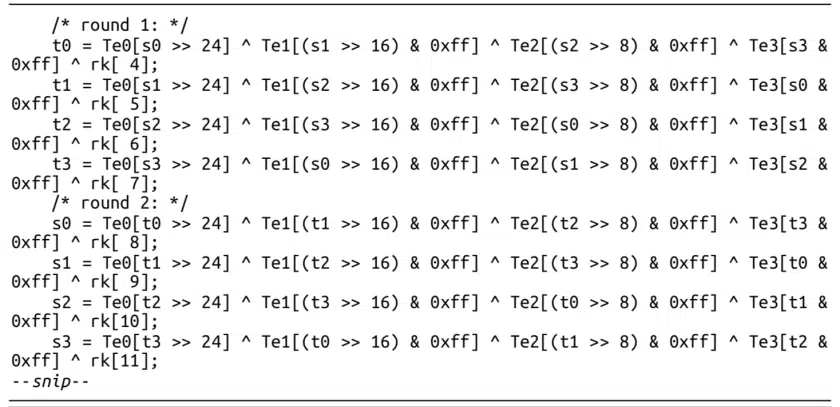 /* round 1: */
t0 = Te0[s0 >> 24] ^ Te1[(s1 >> 16) & 0xff] ^ Te2[(s2 >> 8) & 0xff] ^ Te3[s3 &
0xff] ^ rk[ 4];
t1 = Te0[s1 >> 24] ^ Te1[(s2 >> 16) & 0xff] ^ Te2[(s3 >> 8) & 0xff] ^ Te3[s0 &
0xff] ^ rk[ 5];
t2 = Te0[s2 >> 24] ^ Te1[(s3 >> 16) & 0xff] ^ Te2[(s0 >> 8) & 0xff] ^ Te3[s1 &
0xff] ^ rk[ 6];
t3 = Te0[s3 >> 24] ^ Te1[(s0 >> 16) & 0xff] ^ Te2[(s1 >> 8) & 0xff] ^ Te3[s2 &
0xff] ^ rk[ 7];
/* round 2: */
s0 = Te0[t0 >> 24] ^ Te1[(t1 >> 16) & 0xff] ^ Te2[(t2 >> 8) & 0xff] ^ Te3[t3 &
0xff] ^ rk[ 8];
s1 = Te0[t1 >> 24] ^ Te1[(t2 >> 16) & 0xff] ^ Te2[(t3 >> 8) & 0xff] ^ Te3[t0 &
0xff] ^ rk[ 9];
s2 = Te0[t2 >> 24] ^ Te1[(t3 >> 16) & 0xff] ^ Te2[(t0 >> 8) & 0xff] ^ Te3[t1 &
0xff] ^ rk[10];
s3 = Te0[t3 >> 24] ^ Te1[(t0 >> 16) & 0xff] ^ Te2[(t1 >> 8) & 0xff] ^ Te3[t2 &
0xff] ^ rk[11];
--snip--